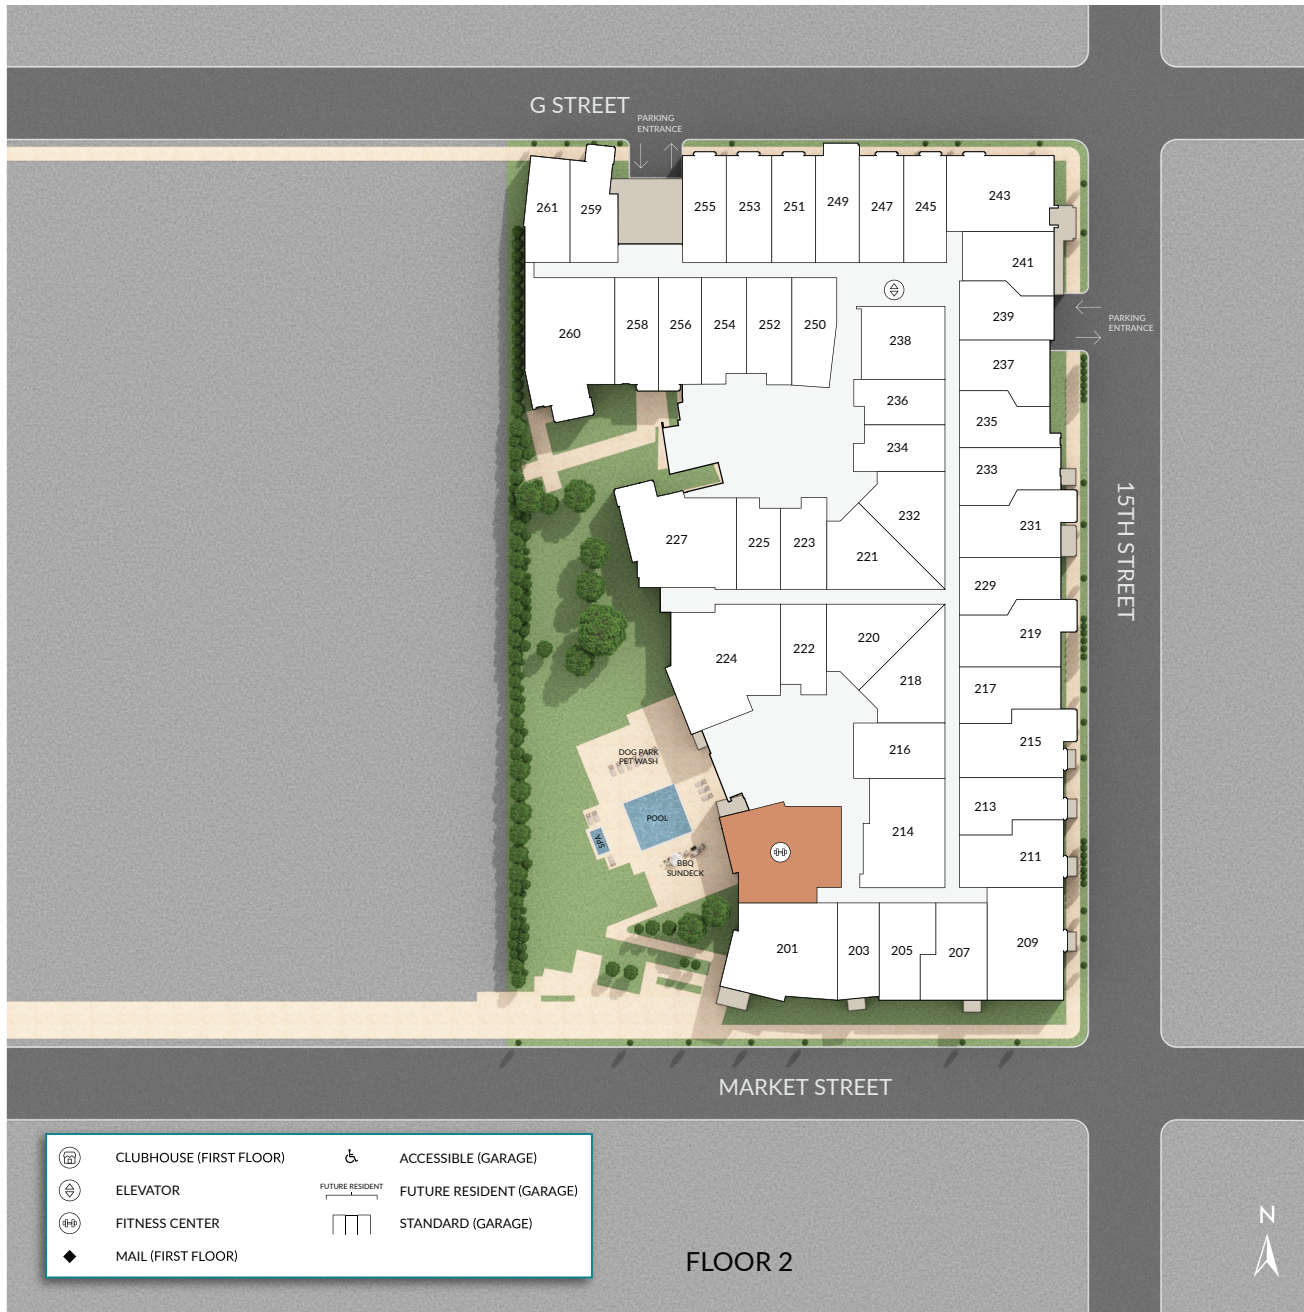 G STREET
PARKING
ENTRANCE
261
259
255
253
251
249
247
245
243
241
239
PARKING
ENTRANCE
260
258
256
254
252
250
238
237
236
235
234
233
232
231
15TH STREET
227
225
223
221
229
219
224
222
220
218
217
216
215
DOG PARK
PET WASH
POOL
SPA
BBQ
SUNDECK
214
213
211
201
203
205
207
209
MARKET STREET
CLUBHOUSE (FIRST FLOOR)
ELEVATOR
FITNESS CENTER
MAIL (FIRST FLOOR)
ACCESSIBLE (GARAGE)
FUTURE RESIDENT
FUTURE RESIDENT (GARAGE)
STANDARD (GARAGE)
FLOOR 2
N